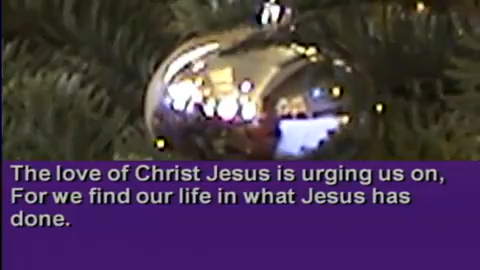 The love of Christ Jesus is urging us on,
For we find our life in what Jesus has
done.